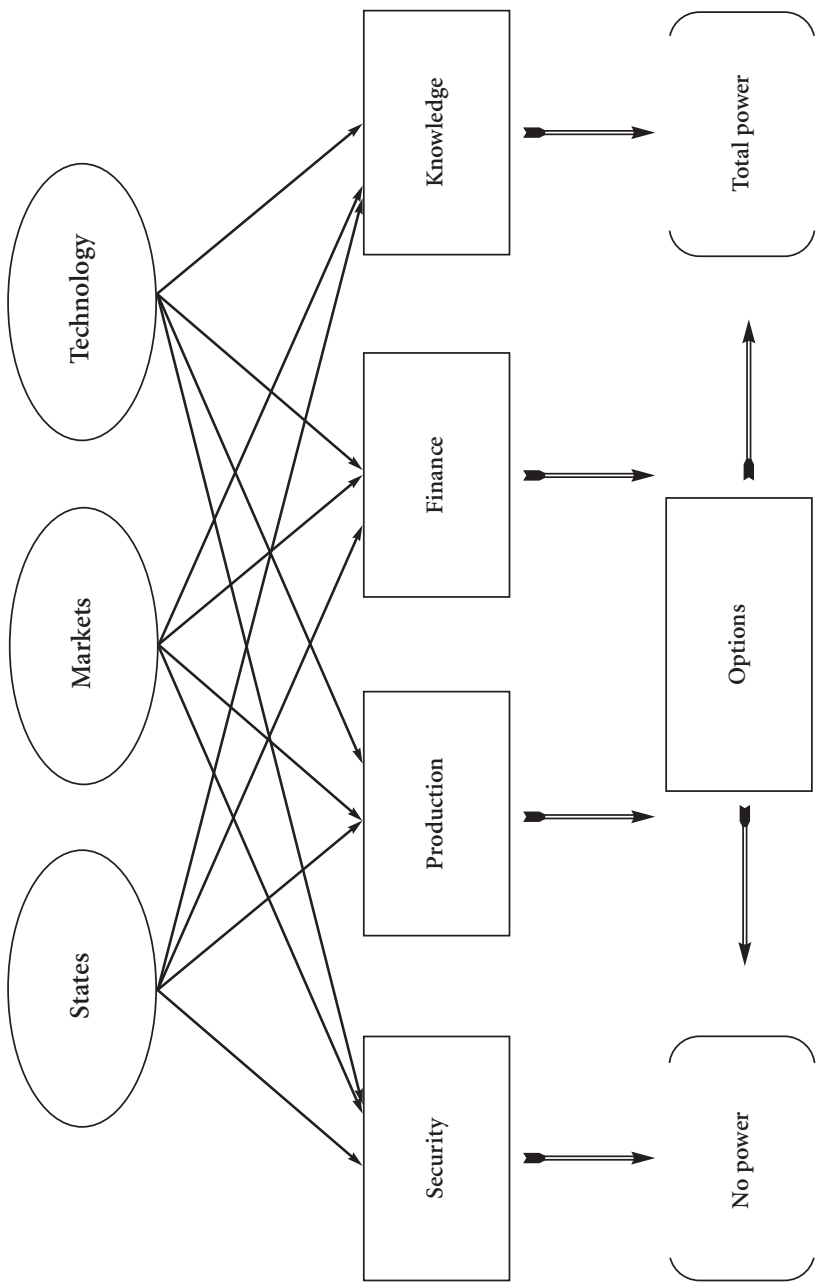 States
Markets
Technology
Security
Production
Finance
Knowledge
No power
Options
Total power